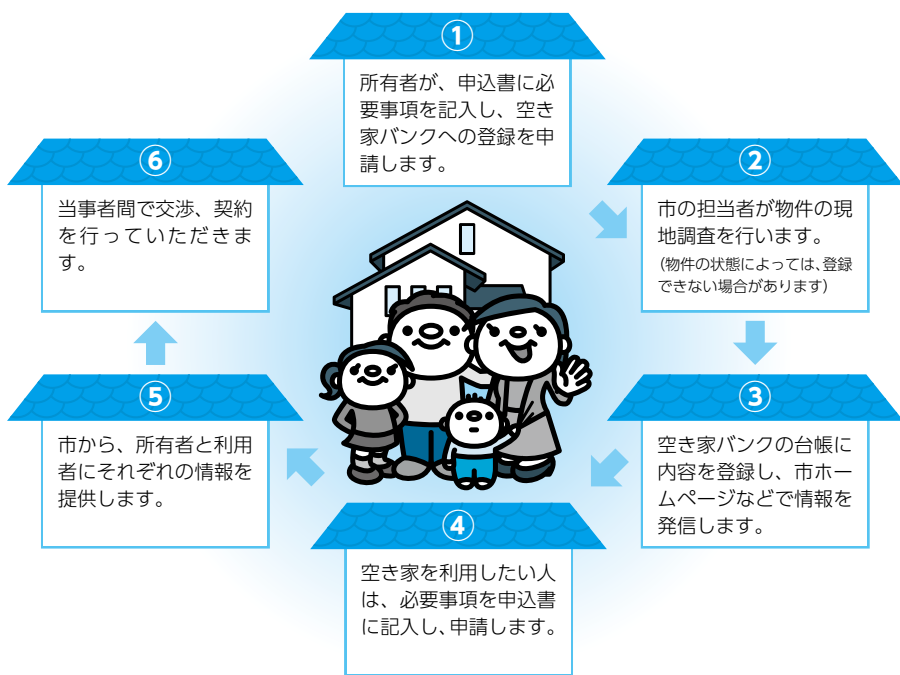 ①
所有者が、申込書に必
要事項を記入し、空き
家バンクへの登録を申
請します。
②
市の担当者が物件の現
地調査を行います。
(物件の状態によっては、登録
できない場合があります)
③
空き家バンクの台帳に
内容を登録し、市ホー
ムページなどで情報を
発信します。
④
空き家を利用したい人
は、必要事項を申込書
に記入し、申請します。
⑤
市から、所有者と利用
者にそれぞれの情報を
提供します。
⑥
当事者間で交渉、契約
を行っていただきま
す。